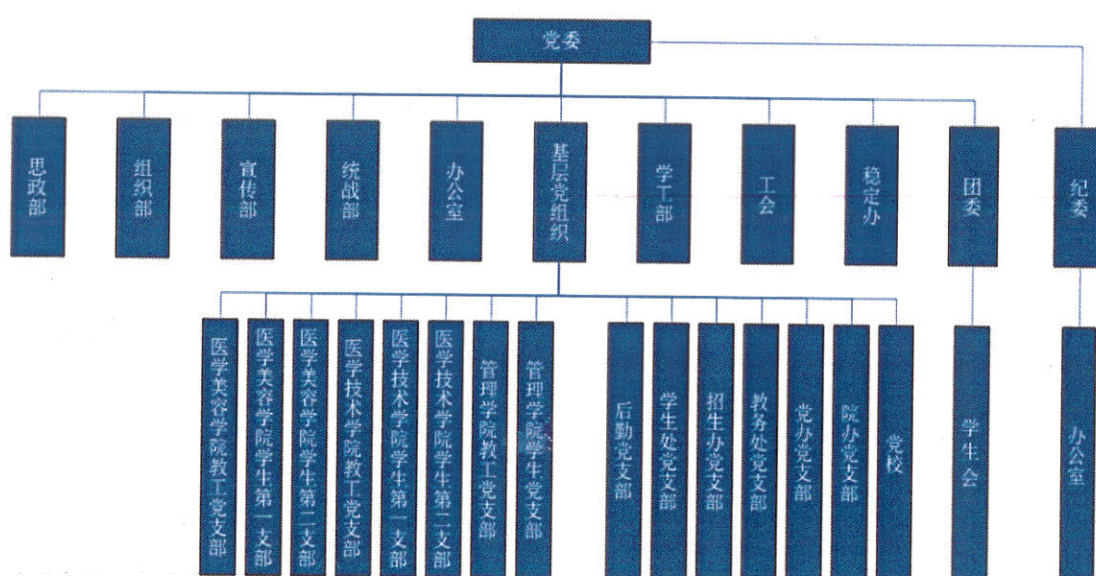 党委
思政部
组织部
宣传部
统战部
办公室
基层党组织
学工部
工会
稳定办
团委
纪委
医学美容学院教工党支部
医学美容学院学生第一支部
医学美容学院学生第二支部
医学技术学院教工党支部
医学技术学院学生第一支部
医学技术学院学生第二支部
管理学院教工党支部
管理学院学生党支部
后勤党支部
学生处党支部
招生办党支部
教务处党支部
党办党支部
院办党支部
党校
学生会
办公室